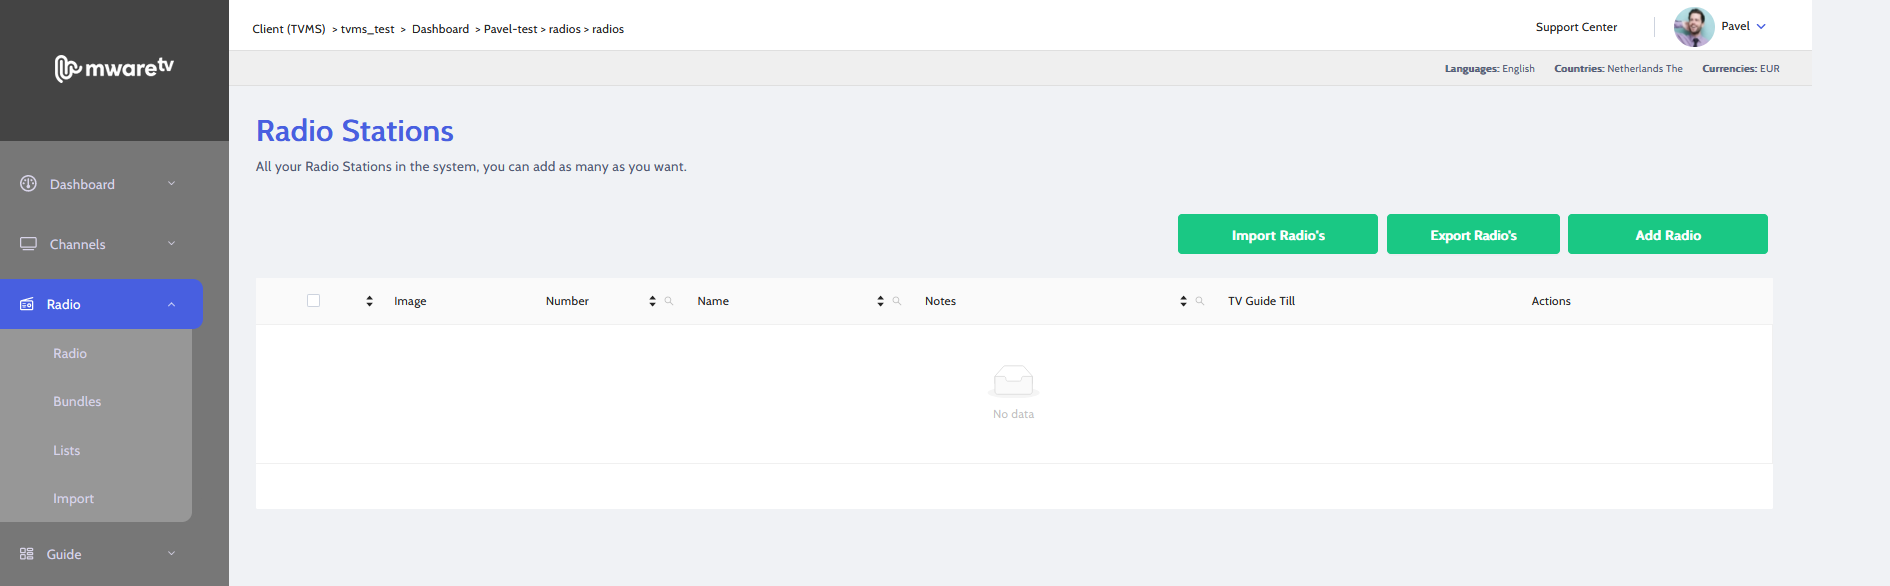 mwaretv
Client (TVMS) > tvms_test > Dashboard > Pavel-test > radios > radios
Support Center
Pavel
Languages: English Countries: Netherlands The Currencies: EUR
Dashboard
Channels
Radio
Radio
Bundles
Lists
Import
Guide
Radio Stations
All your Radio Stations in the system, you can add as many as you want.
Import Radio's Export Radio's Add Radio
Image Number Name Notes TV Guide Till Actions
No data